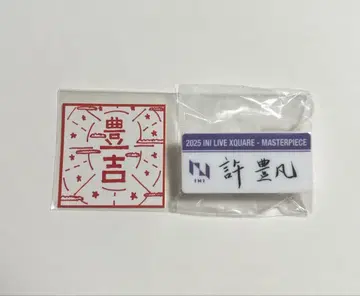 豊吉
2025 INI LIVE XQUARE - MASTERPIECE
INI
許豊凡